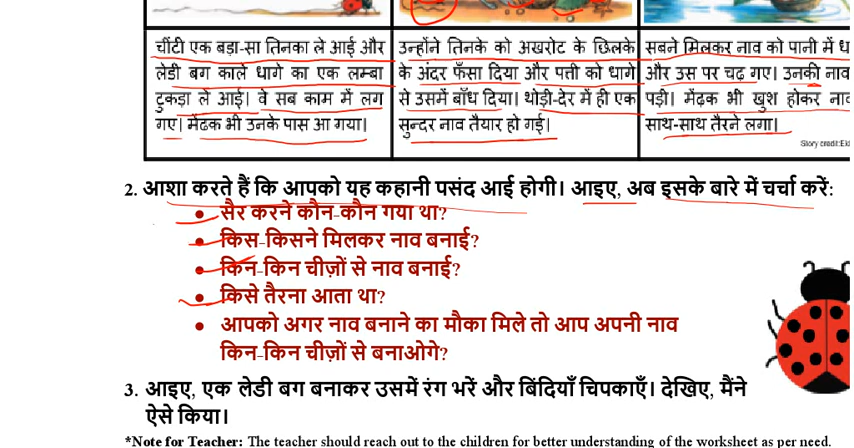 चींटी एक बड़ा-सा तिनका ले आई और
लेडी बग काले धागे का एक लम्बा
टुकड़ा ले आई। वे सब काम में लग
गए। मेंढक भी उनके पास आ गया।
उन्होंने तिनके को अखरोट के छिलके
के अंदर फँसा दिया और पत्ती को धागे
से उसमें बाँध दिया। थोड़ी-देर में ही एक
सुन्दर नाव तैयार हो गई।
सबने मिलकर नाव को पानी में
और उस पर चढ़ गए। उनकी नाव
पड़ी। मेंढक भी खुश होकर
साथ-साथ तैरने लगा।
Story credit:
2. आशा करते हैं कि आपको यह कहानी पसंद आई होगी। आइए, अब इसके बारे में चर्चा करें:
● सैर करने कौन-कौन गया था?
● किस-किसने मिलकर नाव बनाई?
● किन-किन चीज़ों से नाव बनाई?
● किसे तैरना आता था?
● आपको अगर नाव बनाने का मौका मिले तो आप अपनी नाव
किन-किन चीज़ों से बनाओगे?
3. आइए, एक लेडी बग बनाकर उसमें रंग भरें और बिंदियाँ चिपकाएँ। देखिए, मैंने
ऐसे किया।
*Note for Teacher: The teacher should reach out to the children for better understanding of the worksheet as per need.